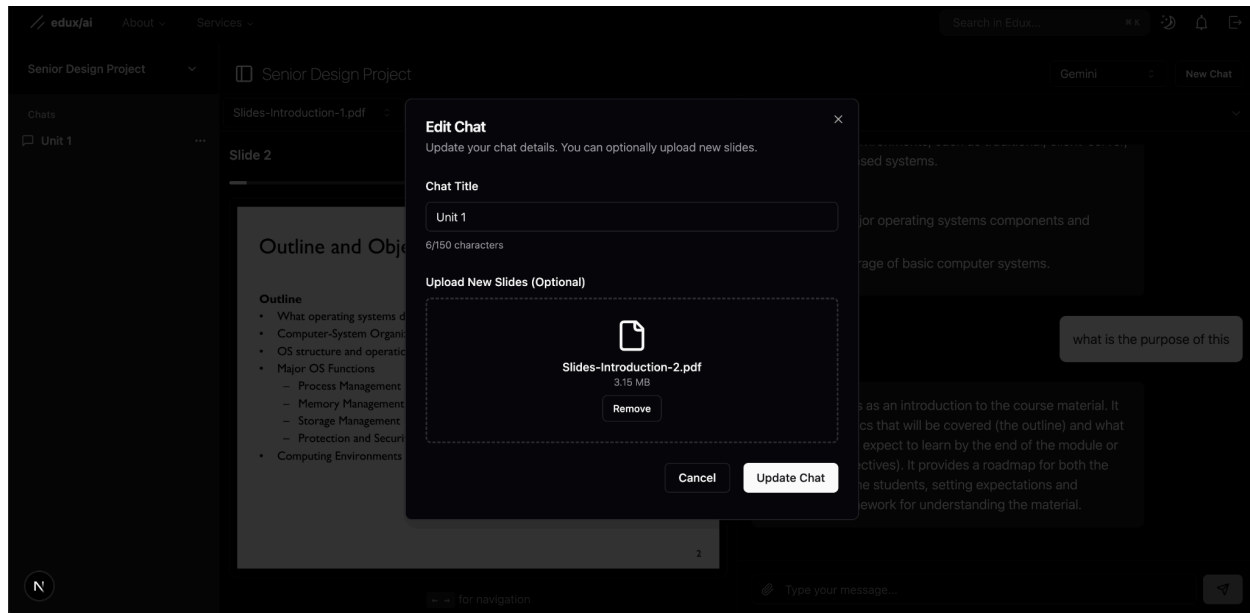 edux/ai
About
Services
Search in Edux...
⌘ K
Senior Design Project
Senior Design Project
Gemini
New Chat
Chats
Unit 1
Slides-Introduction-1.pdf
Slide 2
Outline and Obje
Outline
• What operating systems d
• Computer-System Organi
• OS structure and operatio
• Major OS Functions
– Process Management
– Memory Management
– Storage Management
– Protection and Securi
• Computing Environments
2
← → for navigation
Edit Chat
Update your chat details. You can optionally upload new slides.
Chat Title
Unit 1
6/150 characters
Upload New Slides (Optional)
Slides-Introduction-2.pdf
3.15 MB
Remove
Cancel
Update Chat
sed systems.
jor operating systems components and
rage of basic computer systems.
what is the purpose of this
s as an introduction to the course material. It
cs that will be covered (the outline) and what
expect to learn by the end of the module or
ectives). It provides a roadmap for both the
e students, setting expectations and
ework for understanding the material.
Type your message...
N